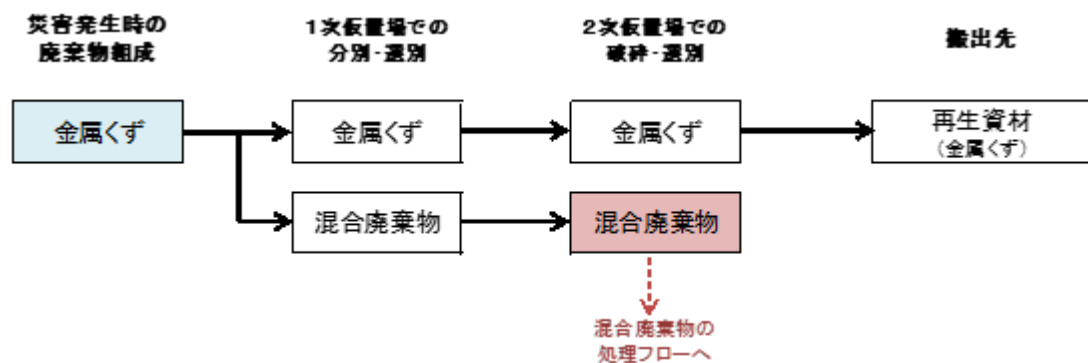 災害発生時の
廃棄物組成
1次仮置場での
分別・選別
2次仮置場での
破砕・選別
搬出先
金属くず
金属くず
金属くず
再生資材
(金属くず)
混合廃棄物
混合廃棄物
混合廃棄物の
処理フローへ